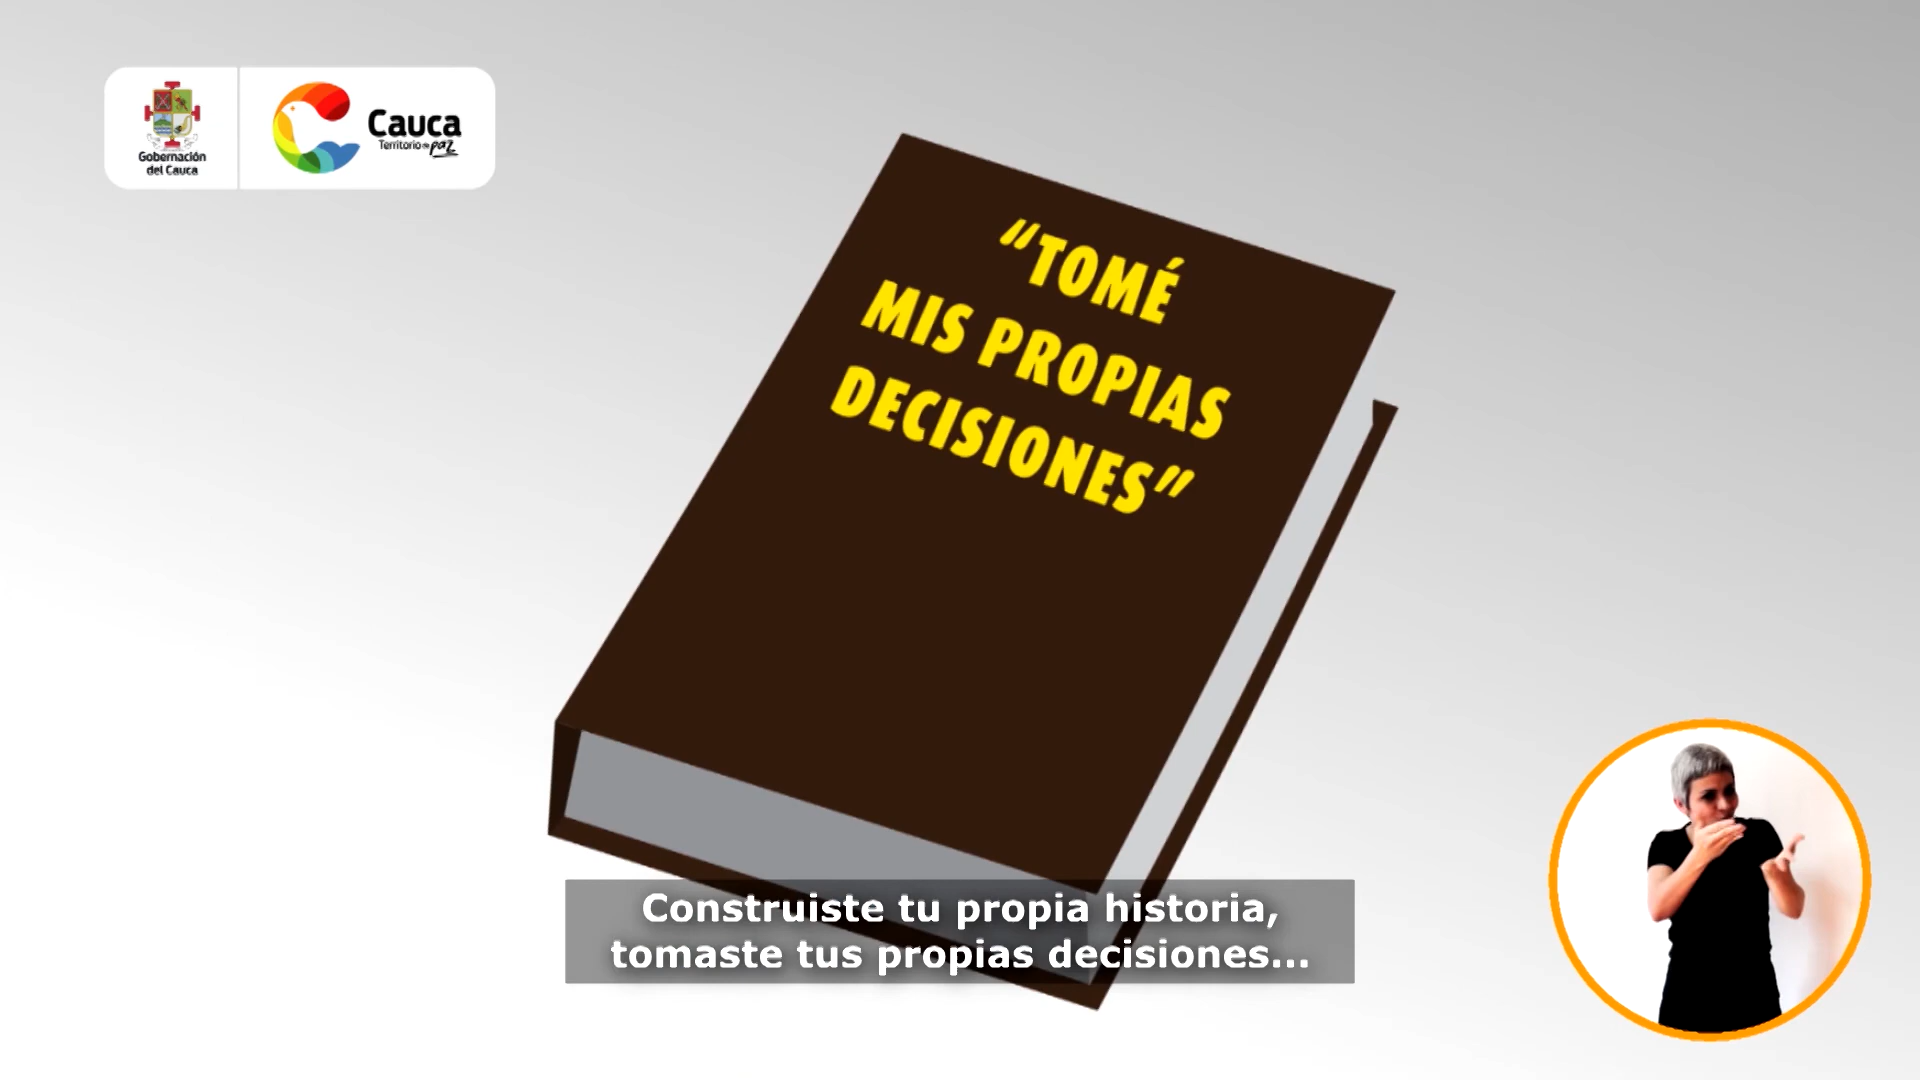 Gobernación
del Cauca
Cauca
Territorio de paz
“TOMÉ
MIS PROPIAS
DECISIONES”
Construiste tu propia historia,
tomaste tus propias decisiones...